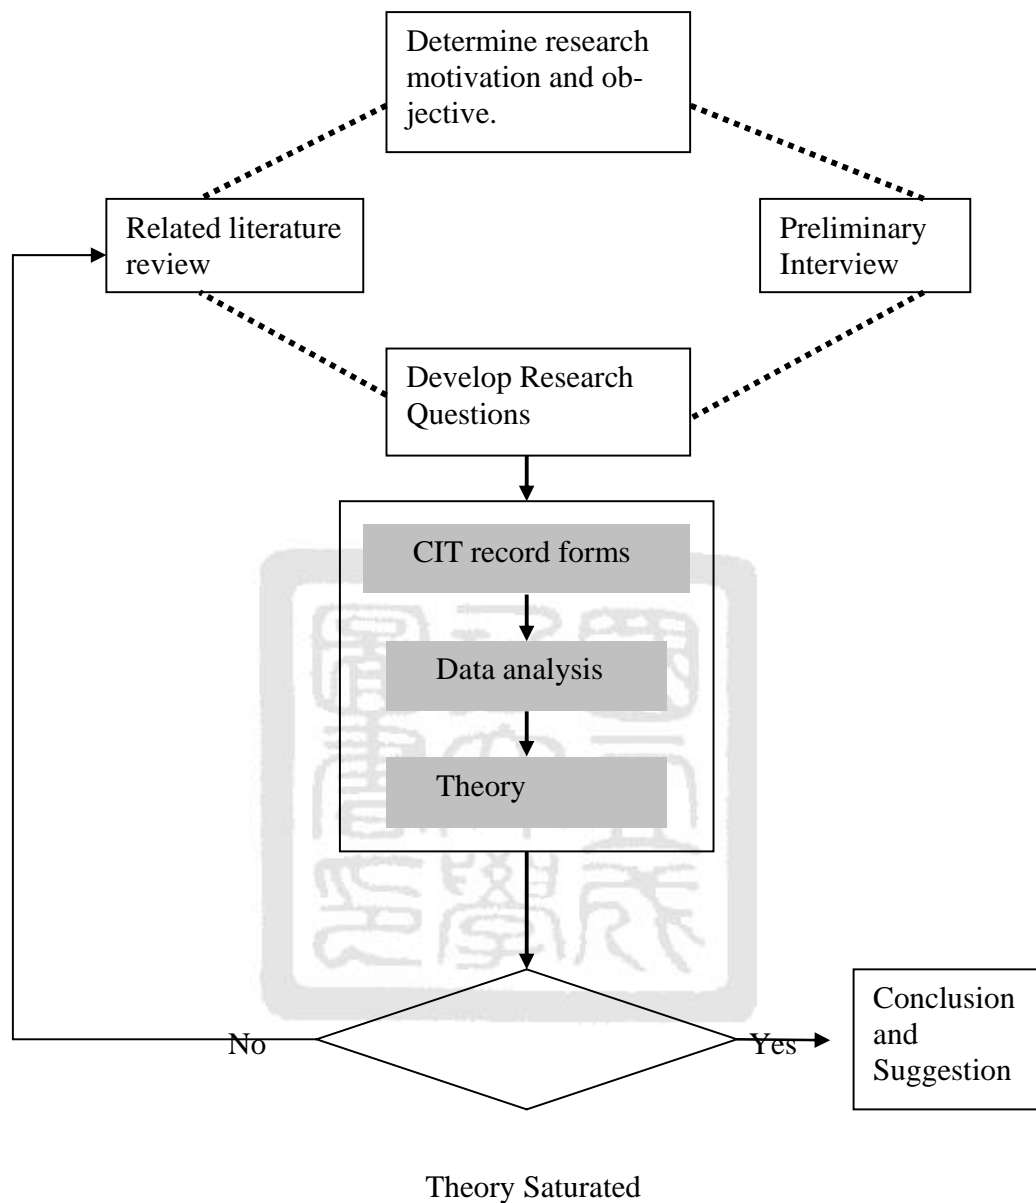 Determine research
motivation and ob-
jective.
Related literature
review
Preliminary
Interview
Develop Research
Questions
CIT record forms
Data analysis
Theory
No
Yes
Conclusion
and
Suggestion
Theory Saturated